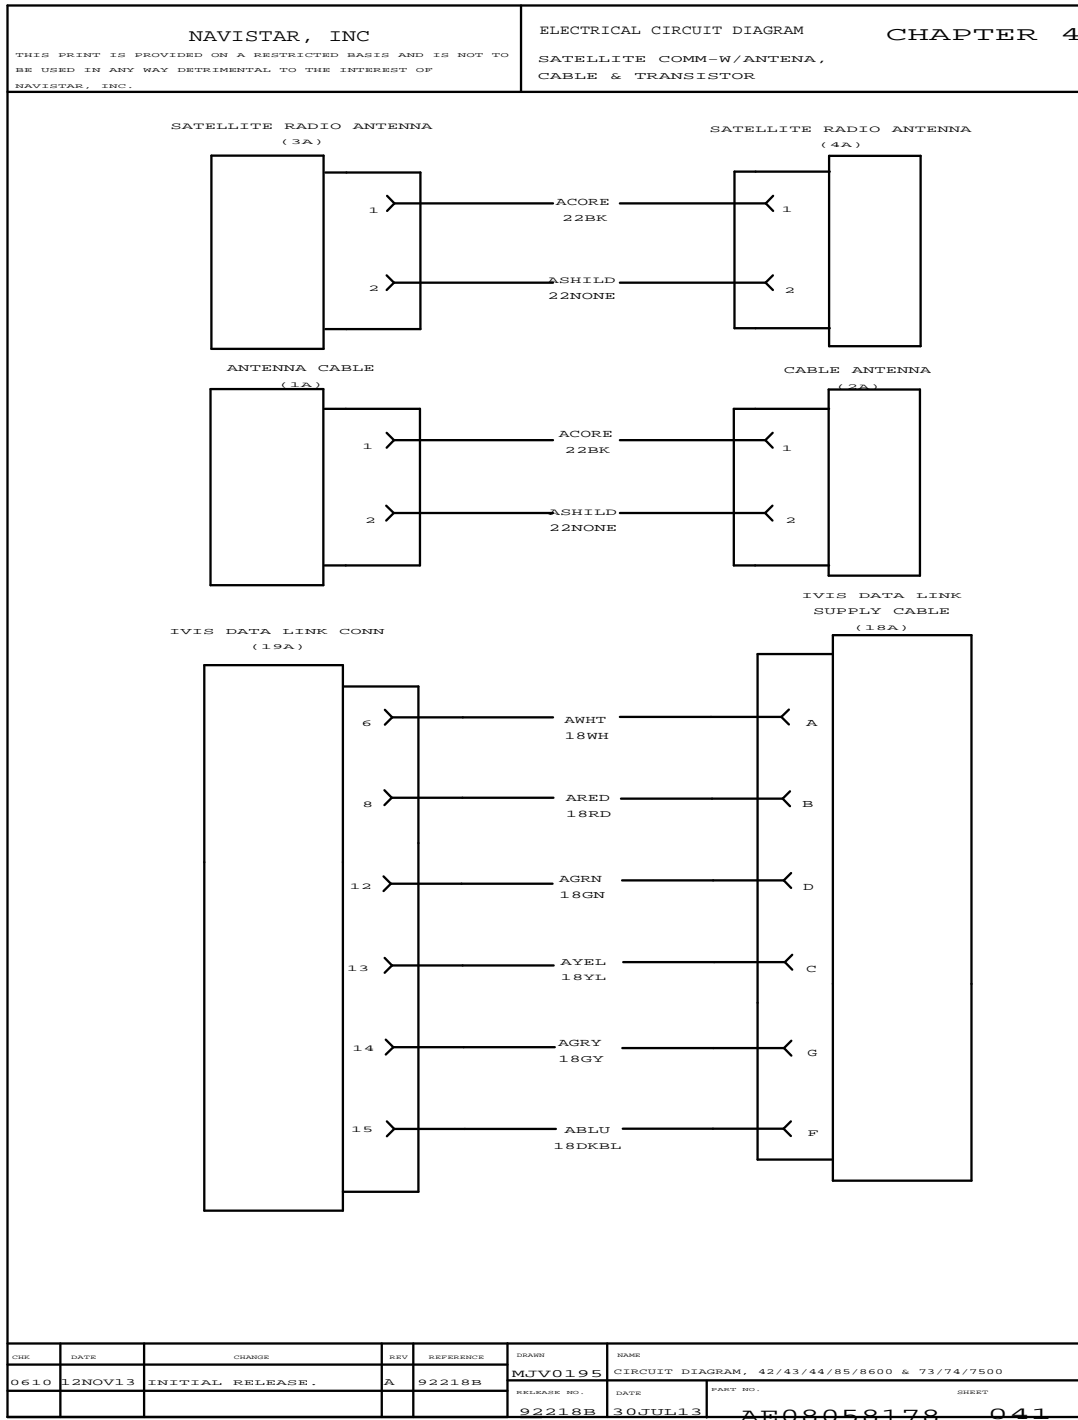 NAVISTAR, INC
THIS PRINT IS PROVIDED ON A RESTRICTED BASIS AND IS NOT TO
BE USED IN ANY WAY DETRIMENTAL TO THE INTEREST OF
NAVISTAR, INC.
ELECTRICAL CIRCUIT DIAGRAM
SATELLITE COMM-W/ANTENA,
CABLE & TRANSISTOR
CHAPTER 4
SATELLITE RADIO ANTENNA
(3A)
SATELLITE RADIO ANTENNA
(4A)
1
ACORE
22BK
1
2
ASHILD
22NONE
2
ANTENNA CABLE
(1A)
CABLE ANTENNA
(2A)
1
ACORE
22BK
1
2
ASHILD
22NONE
2
IVIS DATA LINK CONN
(19A)
IVIS DATA LINK
SUPPLY CABLE
(18A)
6
AWHT
18WH
A
8
ARED
18RD
B
12
AGRN
18GN
D
13
AYEL
18YL
C
14
AGRY
18GY
G
15
ABLU
18DKBL
F
CHK DATE CHANGE REV REFERENCE
0610 12NOV13 INITIAL RELEASE. A 92218B
DRAWN
MJV0195
NAME
CIRCUIT DIAGRAM, 42/43/44/85/8600 & 73/74/7500
RELEASE NO.
92218B
DATE
30JUL13
PART NO.
AE08058178
SHEET
041